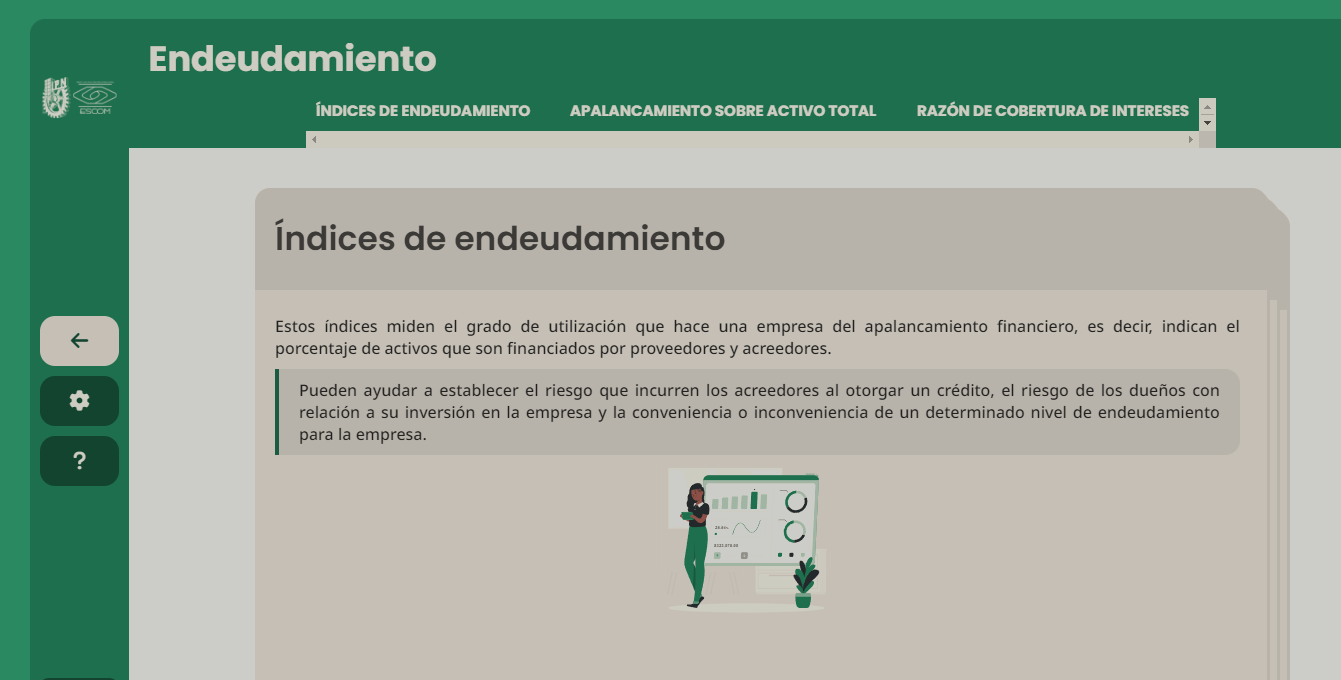 Endeudamiento
IPN
ESCOM
ÍNDICES DE ENDEUDAMIENTO APALANCAMIENTO SOBRE ACTIVO TOTAL RAZÓN DE COBERTURA DE INTERESES
Índices de endeudamiento
Estos índices miden el grado de utilización que hace una empresa del apalancamiento financiero, es decir, indican el
porcentaje de activos que son financiados por proveedores y acreedores.
Pueden ayudar a establecer el riesgo que incurren los acreedores al otorgar un crédito, el riesgo de los dueños con
relación a su inversión en la empresa y la conveniencia o inconveniencia de un determinado nivel de endeudamiento
para la empresa.
?